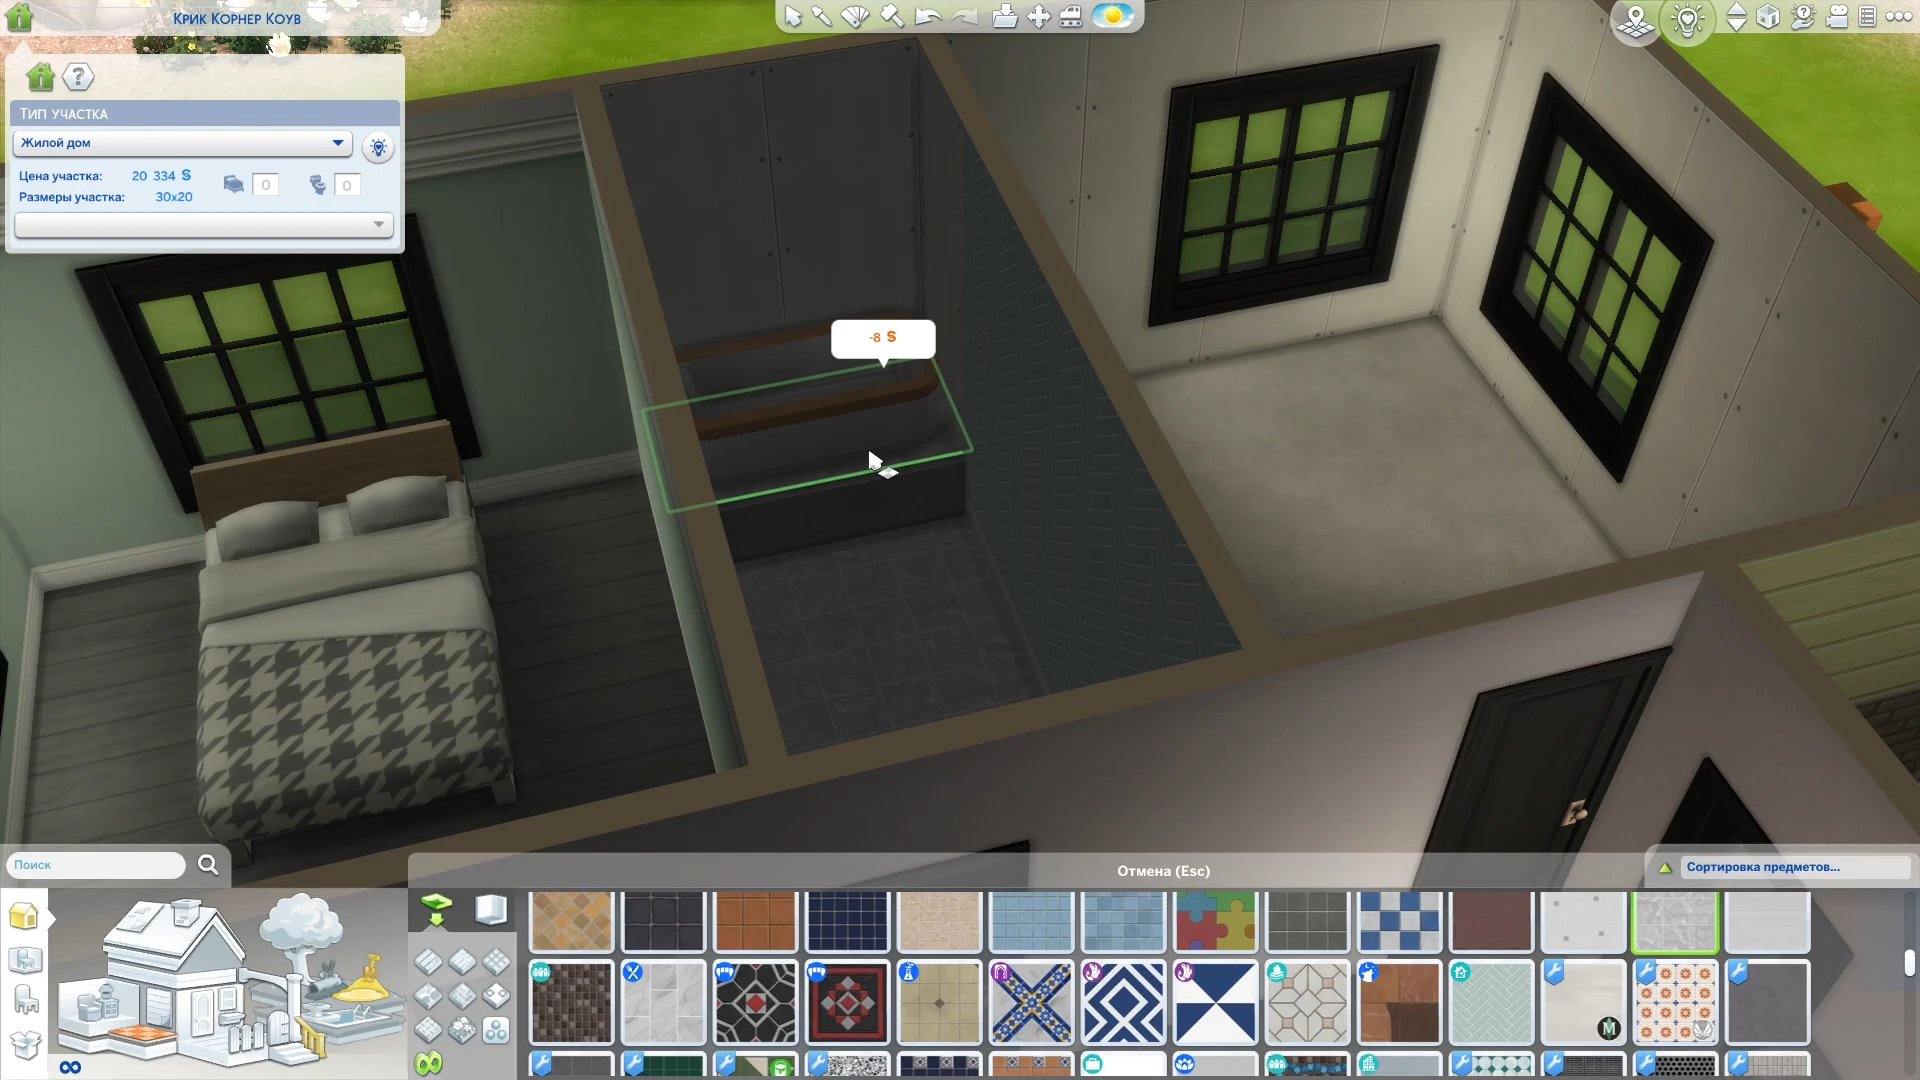 Крик Корнер Коув
Тип участка
Жилой дом
Цена участка: 20 334 $
0 0
Размеры участка: 30x20
-8 $
Поиск
Отмена (Esc)
Сортировка предметов...
M